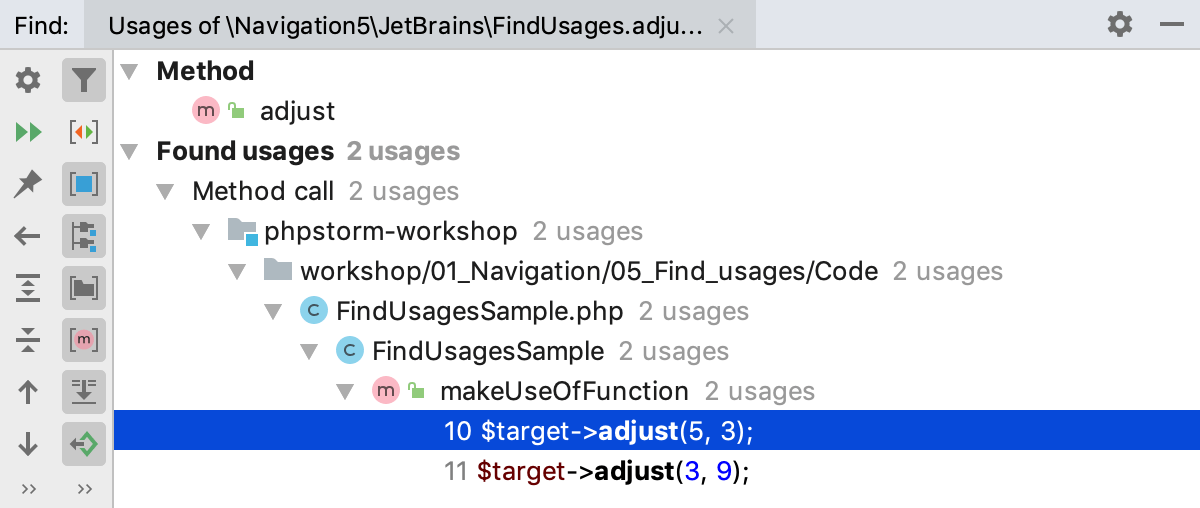 Find: Usages of \Navigation5\JetBrains\FindUsages.adju...
Method
m adjust
Found usages 2 usages
Method call 2 usages
phpstorm-workshop 2 usages
workshop/01_Navigation/05_Find_usages/Code 2 usages
C FindUsagesSample.php 2 usages
C FindUsagesSample 2 usages
m m makeUseOfFunction 2 usages
10 $target->adjust(5, 3);
11 $target->adjust(3, 9);